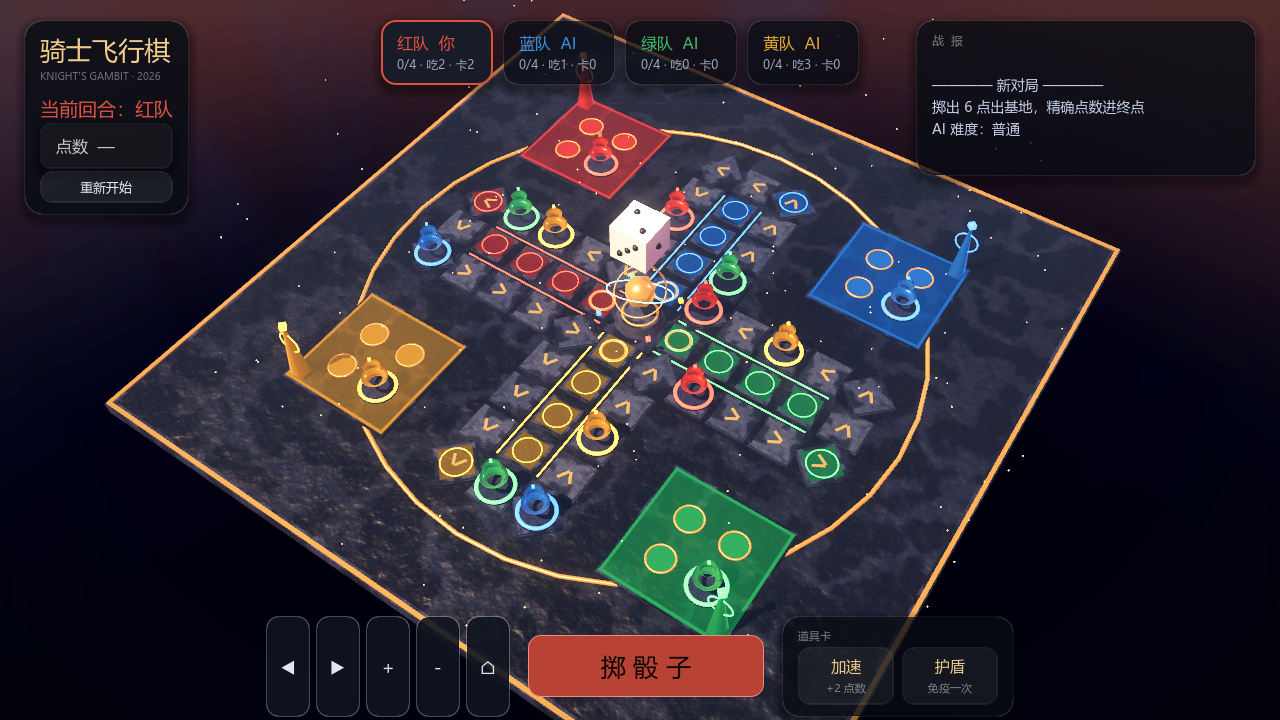 骑士飞行棋
KNIGHT'S GAMBIT · 2026
当前回合：红队
点数 —
重新开始
红队 你
0/4 · 吃2 · 卡2
蓝队 AI
0/4 · 吃1 · 卡0
绿队 AI
0/4 · 吃0 · 卡0
黄队 AI
0/4 · 吃3 · 卡0
战 报
———— 新对局 ————
掷出 6 点出基地，精确点数进终点
AI 难度：普通
◀ ▶ + - ⌂
掷 骰 子
道具卡
加速
+2 点数
护盾
免疫一次